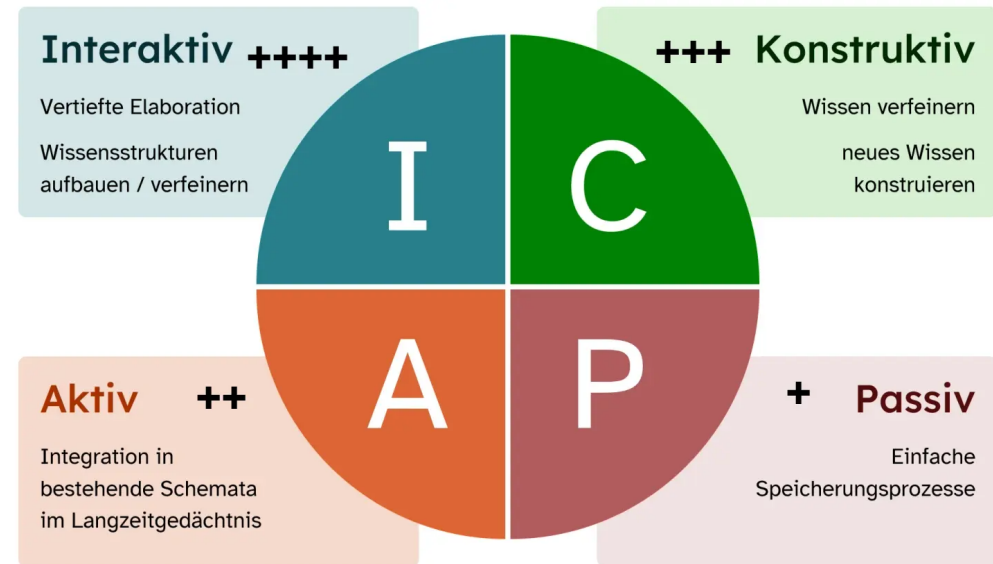 Interaktiv ++++
Vertiefte Elaboration
Wissensstrukturen
aufbauen / verfeinern
+++ Konstruktiv
Wissen verfeinern
neues Wissen
konstruieren
I
C
A
P
Aktiv ++
Integration in
bestehende Schemata
im Langzeitgedächtnis
+ Passiv
Einfache
Speicherungsprozesse